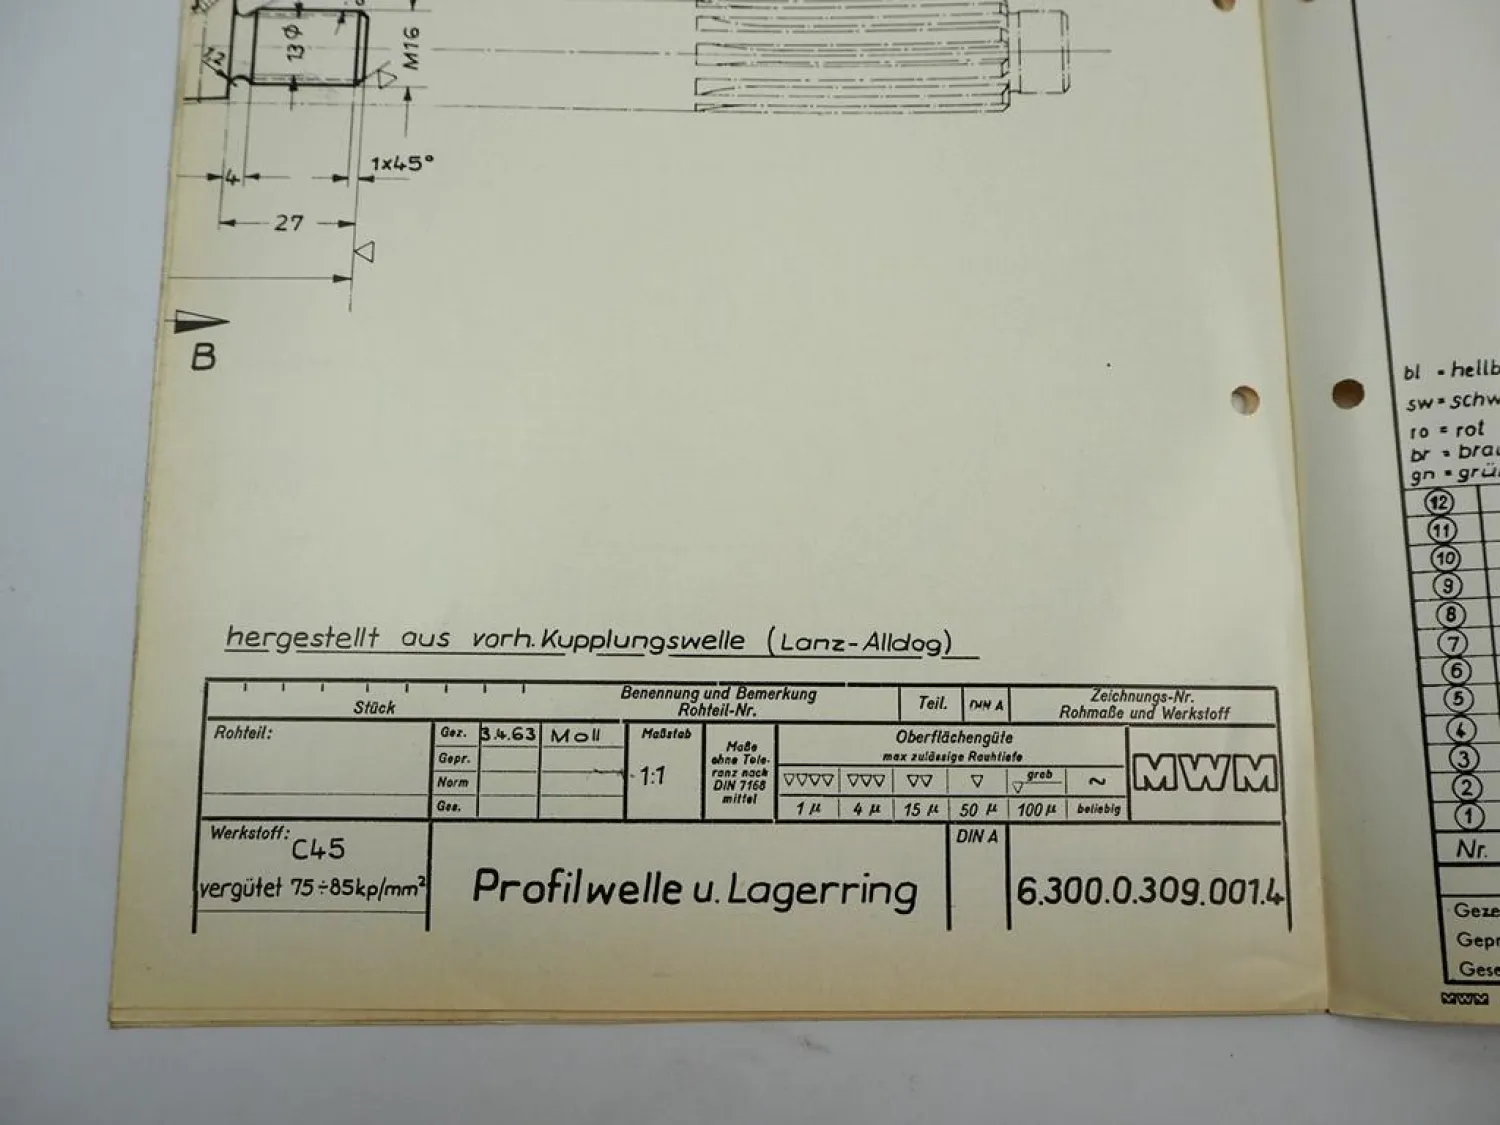 13 Ø
M16
1x45°
4
27
B
hergestellt aus vorh. Kupplungswelle (Lanz-Alldog)
Stück
Benennung und Bemerkung
Rohteil-Nr.
Teil.
DIN A
Zeichnungs-Nr.
Rohmaße und Werkstoff
Rohteil:
Gez. 3.4.63 Moll
Gepr.
Norm
Ges.
Maßstab
1:1
Maße
ohne Tole-
ranz nach
DIN 7168
mittel
Oberflächengüte
max zulässige Rauhtiefe
▽▽▽▽ ▽▽▽ ▽▽ ▽ grob ▽ ~
1 µ 4 µ 15 µ 50 µ 100 µ beliebig
MWM
Werkstoff:
C45
vergütet 75÷85kp/mm²
Profilwelle u. Lagerring
DIN A
6.300.0.309.001.4
bl = hellb
sw = schw
ro = rot
br = brau
gn = grü
12
11
10
9
8
7
6
5
4
3
2
1
Nr.
Geze
Gepr
Gese
MWM